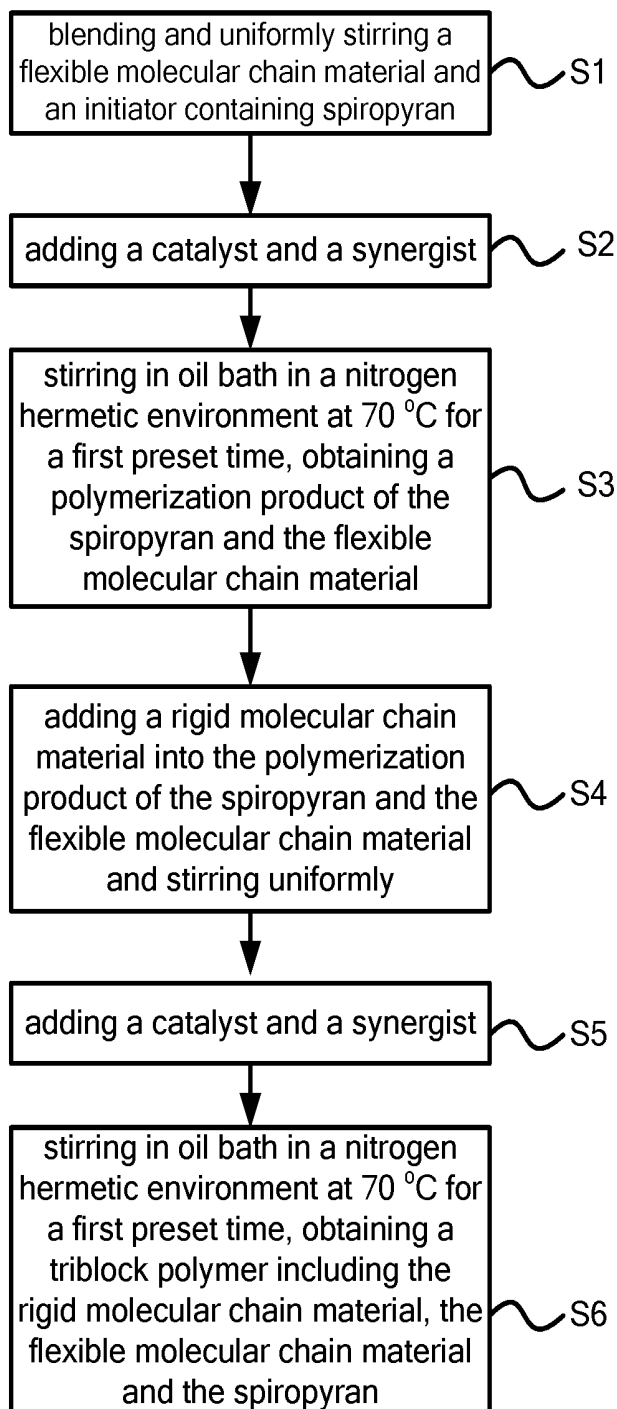 blending and uniformly stirring a
flexible molecular chain material and
an initiator containing spiropyran
S1
adding a catalyst and a synergist
S2
stirring in oil bath in a nitrogen
hermetic environment at 70 ºC for
a first preset time, obtaining a
polymerization product of the
spiropyran and the flexible
molecular chain material
S3
adding a rigid molecular chain
material into the polymerization
product of the spiropyran and the
flexible molecular chain material
and stirring uniformly
S4
adding a catalyst and a synergist
S5
stirring in oil bath in a nitrogen
hermetic environment at 70 ºC for
a first preset time, obtaining a
triblock polymer including the
rigid molecular chain material, the
flexible molecular chain material
and the spiropyran
S6